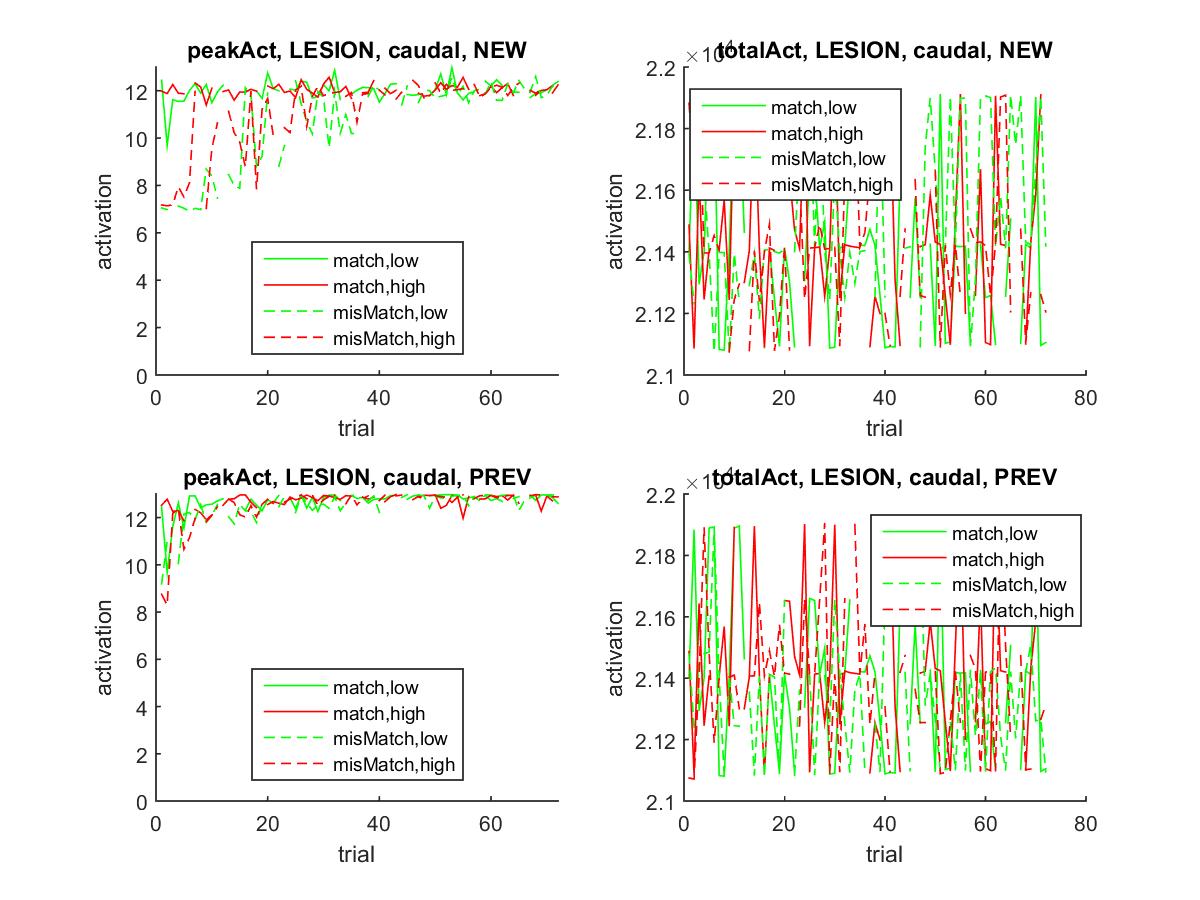 peakAct, LESION, caudal, NEW
12
10
8
6
4
2
0
activation
0 20 40 60
trial
match,low
match,high
misMatch,low
misMatch,high
×10^4
totalAct, LESION, caudal, NEW
2.2
2.18
2.16
2.14
2.12
2.1
activation
0 20 40 60 80
trial
match,low
match,high
misMatch,low
misMatch,high
peakAct, LESION, caudal, PREV
12
10
8
6
4
2
0
activation
0 20 40 60
trial
match,low
match,high
misMatch,low
misMatch,high
×10^4
totalAct, LESION, caudal, PREV
2.2
2.18
2.16
2.14
2.12
2.1
activation
0 20 40 60 80
trial
match,low
match,high
misMatch,low
misMatch,high